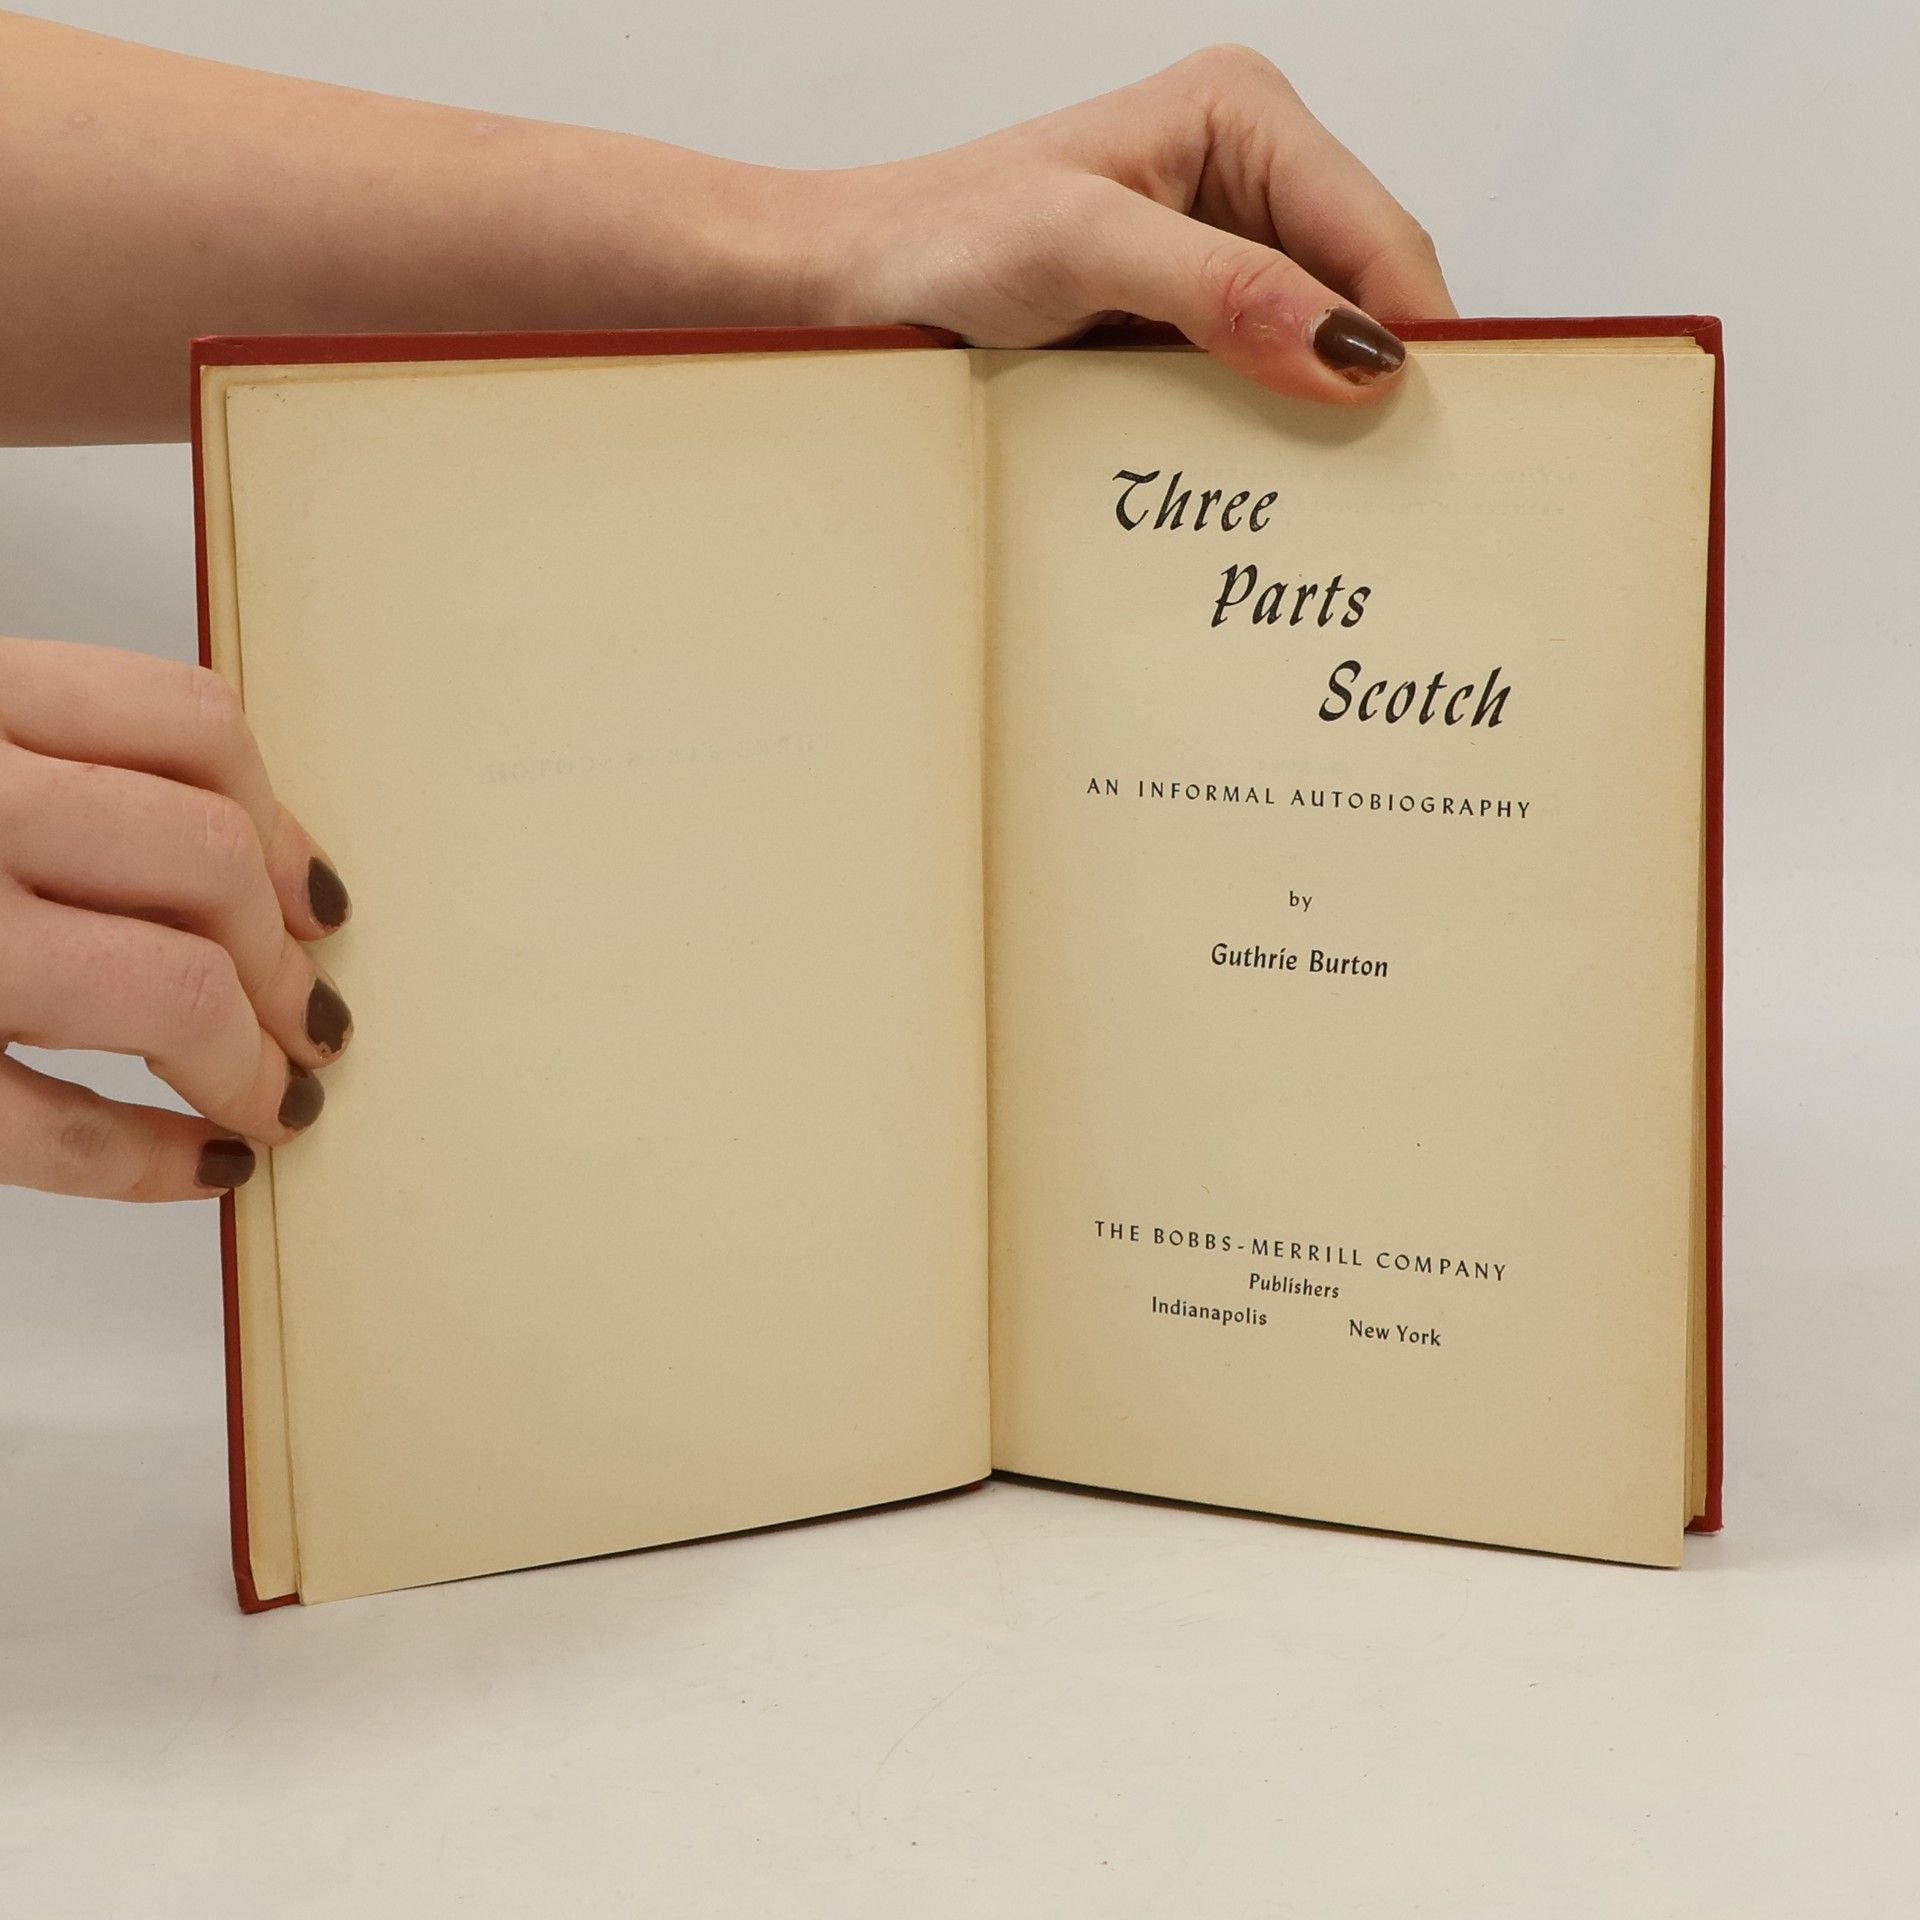 Three
Parts
Scotch
AN INFORMAL AUTOBIOGRAPHY
by
Guthrie Burton
THE BOBBS-MERRILL COMPANY
Publishers
Indianapolis New York